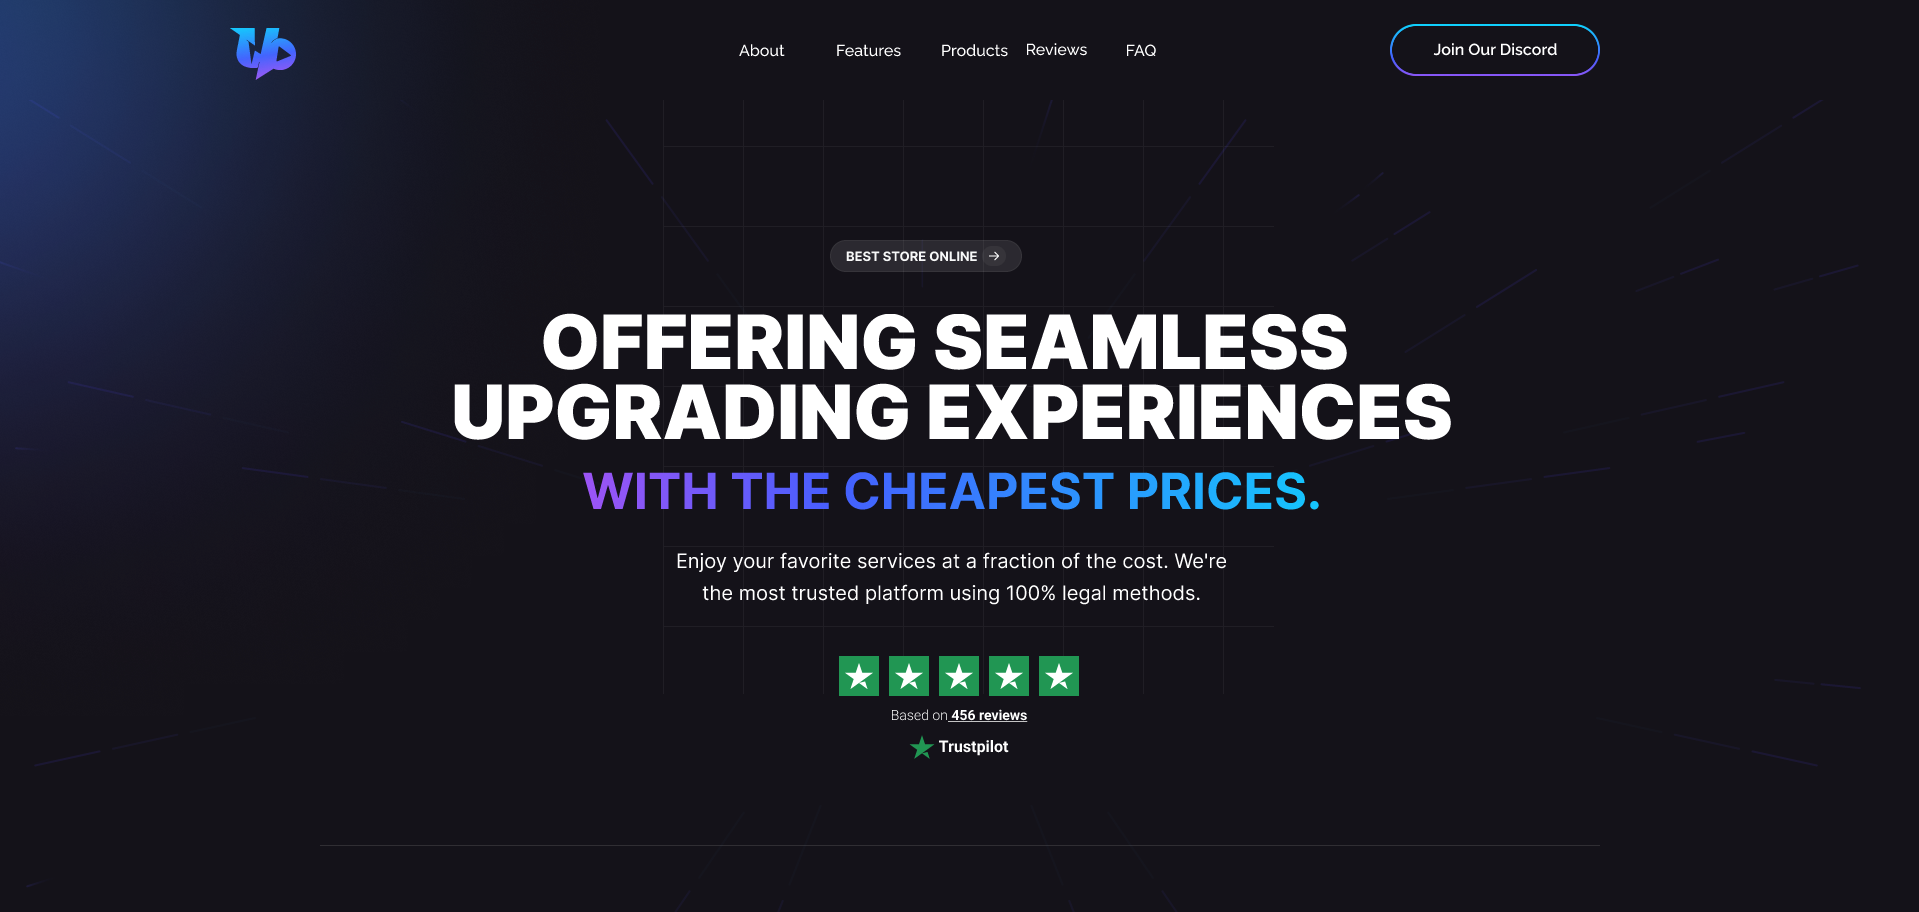 Up
About
Features
Products
Reviews
FAQ
Join Our Discord
BEST STORE ONLINE
OFFERING SEAMLESS
UPGRADING EXPERIENCES
WITH THE CHEAPEST PRICES.
Enjoy your favorite services at a fraction of the cost. We're
the most trusted platform using 100% legal methods.
Based on 456 reviews
Trustpilot